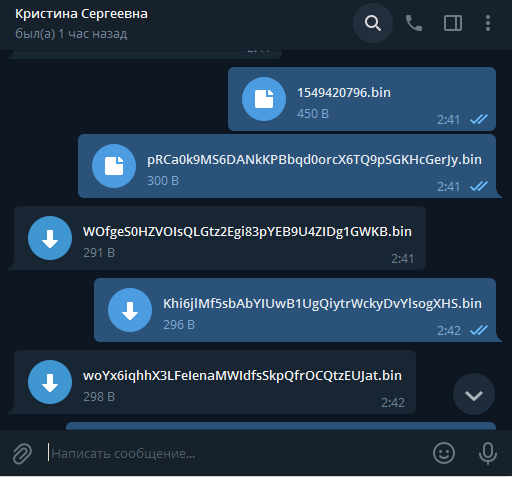 Кристина Сергеевна
был(а) 1 час назад
1549420796.bin
450 B
2:41
pRCa0k9MS6DANkKPBbqd0orcX6TQ9pSGKHcGerJy.bin
300 B
2:41
WOfgeS0HZVOIsQLGtz2Egi83pYEB9U4ZIDg1GWKB.bin
291 B
2:41
Khi6jlMf5sbAbYIUwB1UgQiytrWckyDvYlsogXHS.bin
296 B
2:42
woYx6iqhhX3LFeIenaMWIdfsSkpQfrOCQtzEUJat.bin
298 B
2:42
Написать сообщение...